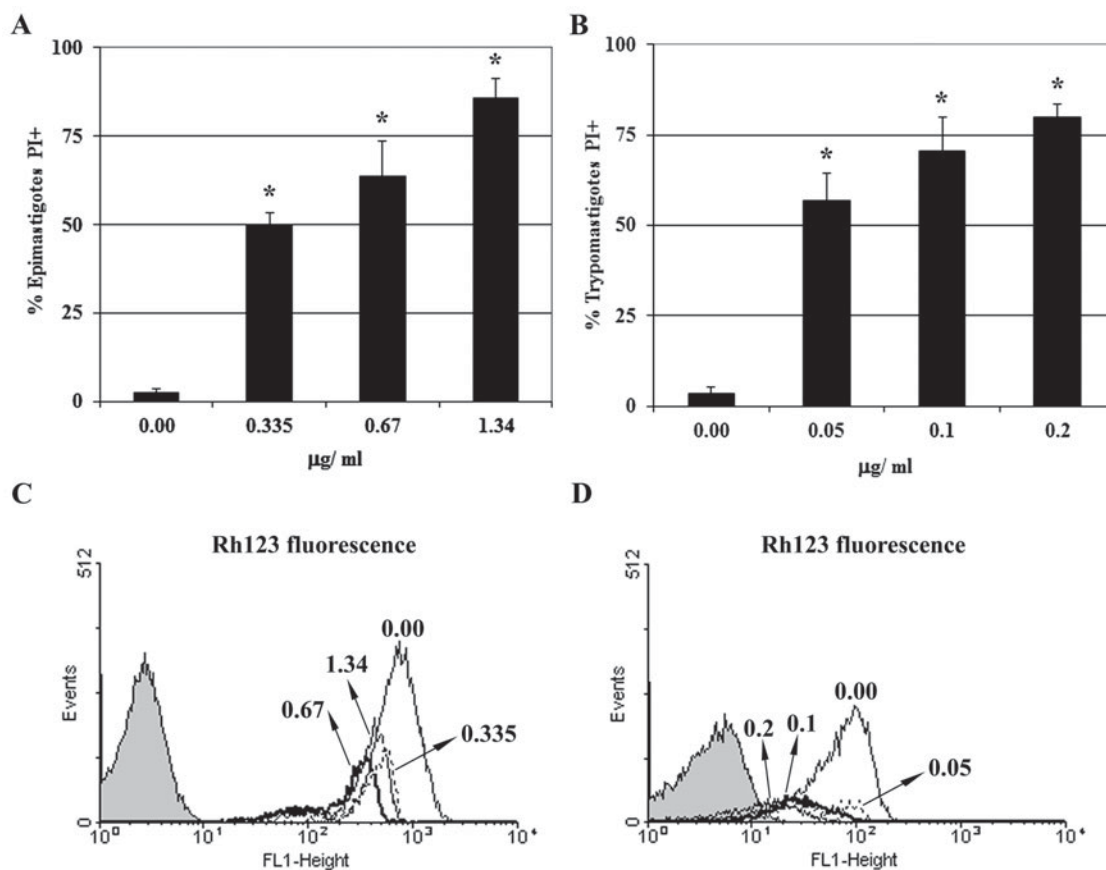 A
100
75
50
25
0
% Epimastigotes PI+
*
*
*
0.00 0.335 0.67 1.34
µg/ ml
B
100
75
50
25
0
% Trypomastigotes PI+
*
*
*
0.00 0.05 0.1 0.2
µg/ ml
C
Rh123 fluorescence
512
Events
0
0.00
1.34
0.67
0.335
10⁰ 10¹ 10² 10³ 10⁴
FL1-Height
D
Rh123 fluorescence
512
Events
0
0.00
0.2
0.1
0.05
10⁰ 10¹ 10² 10³ 10⁴
FL1-Height